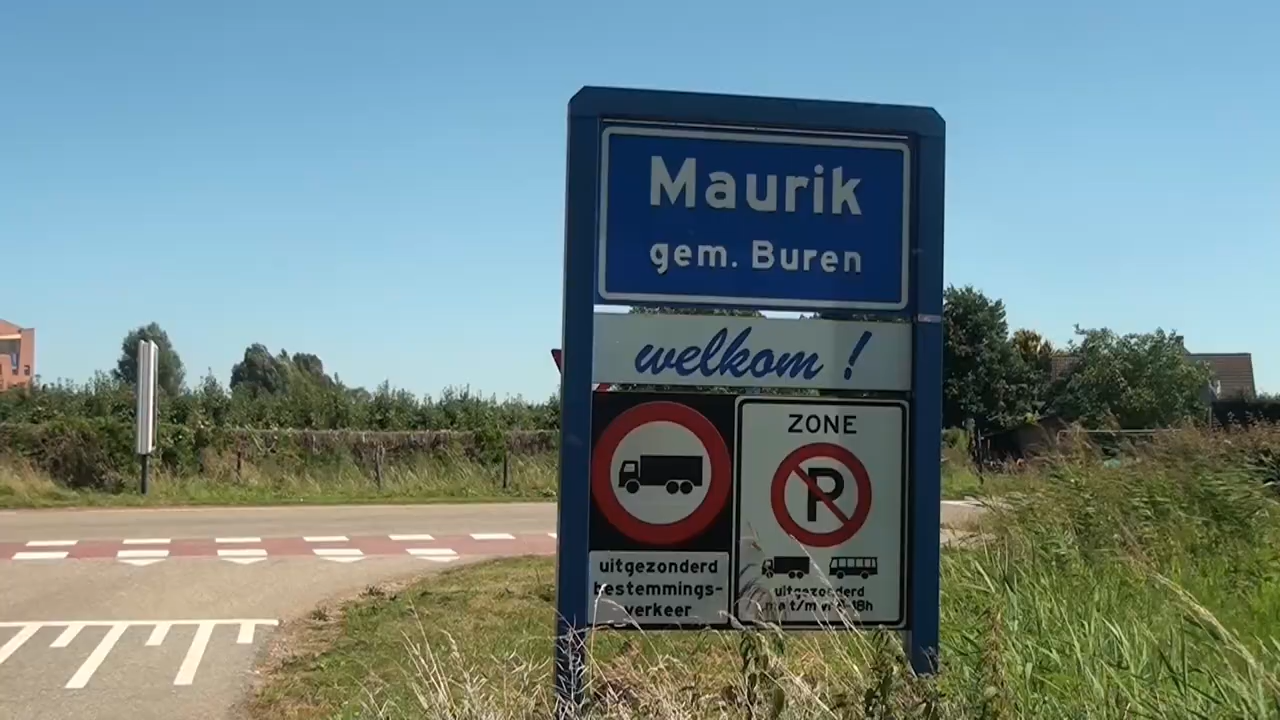 Maurik
gem. Buren
welkom!
ZONE
P
uitgezonderd
bestemmings-
verkeer
uitgezonderd